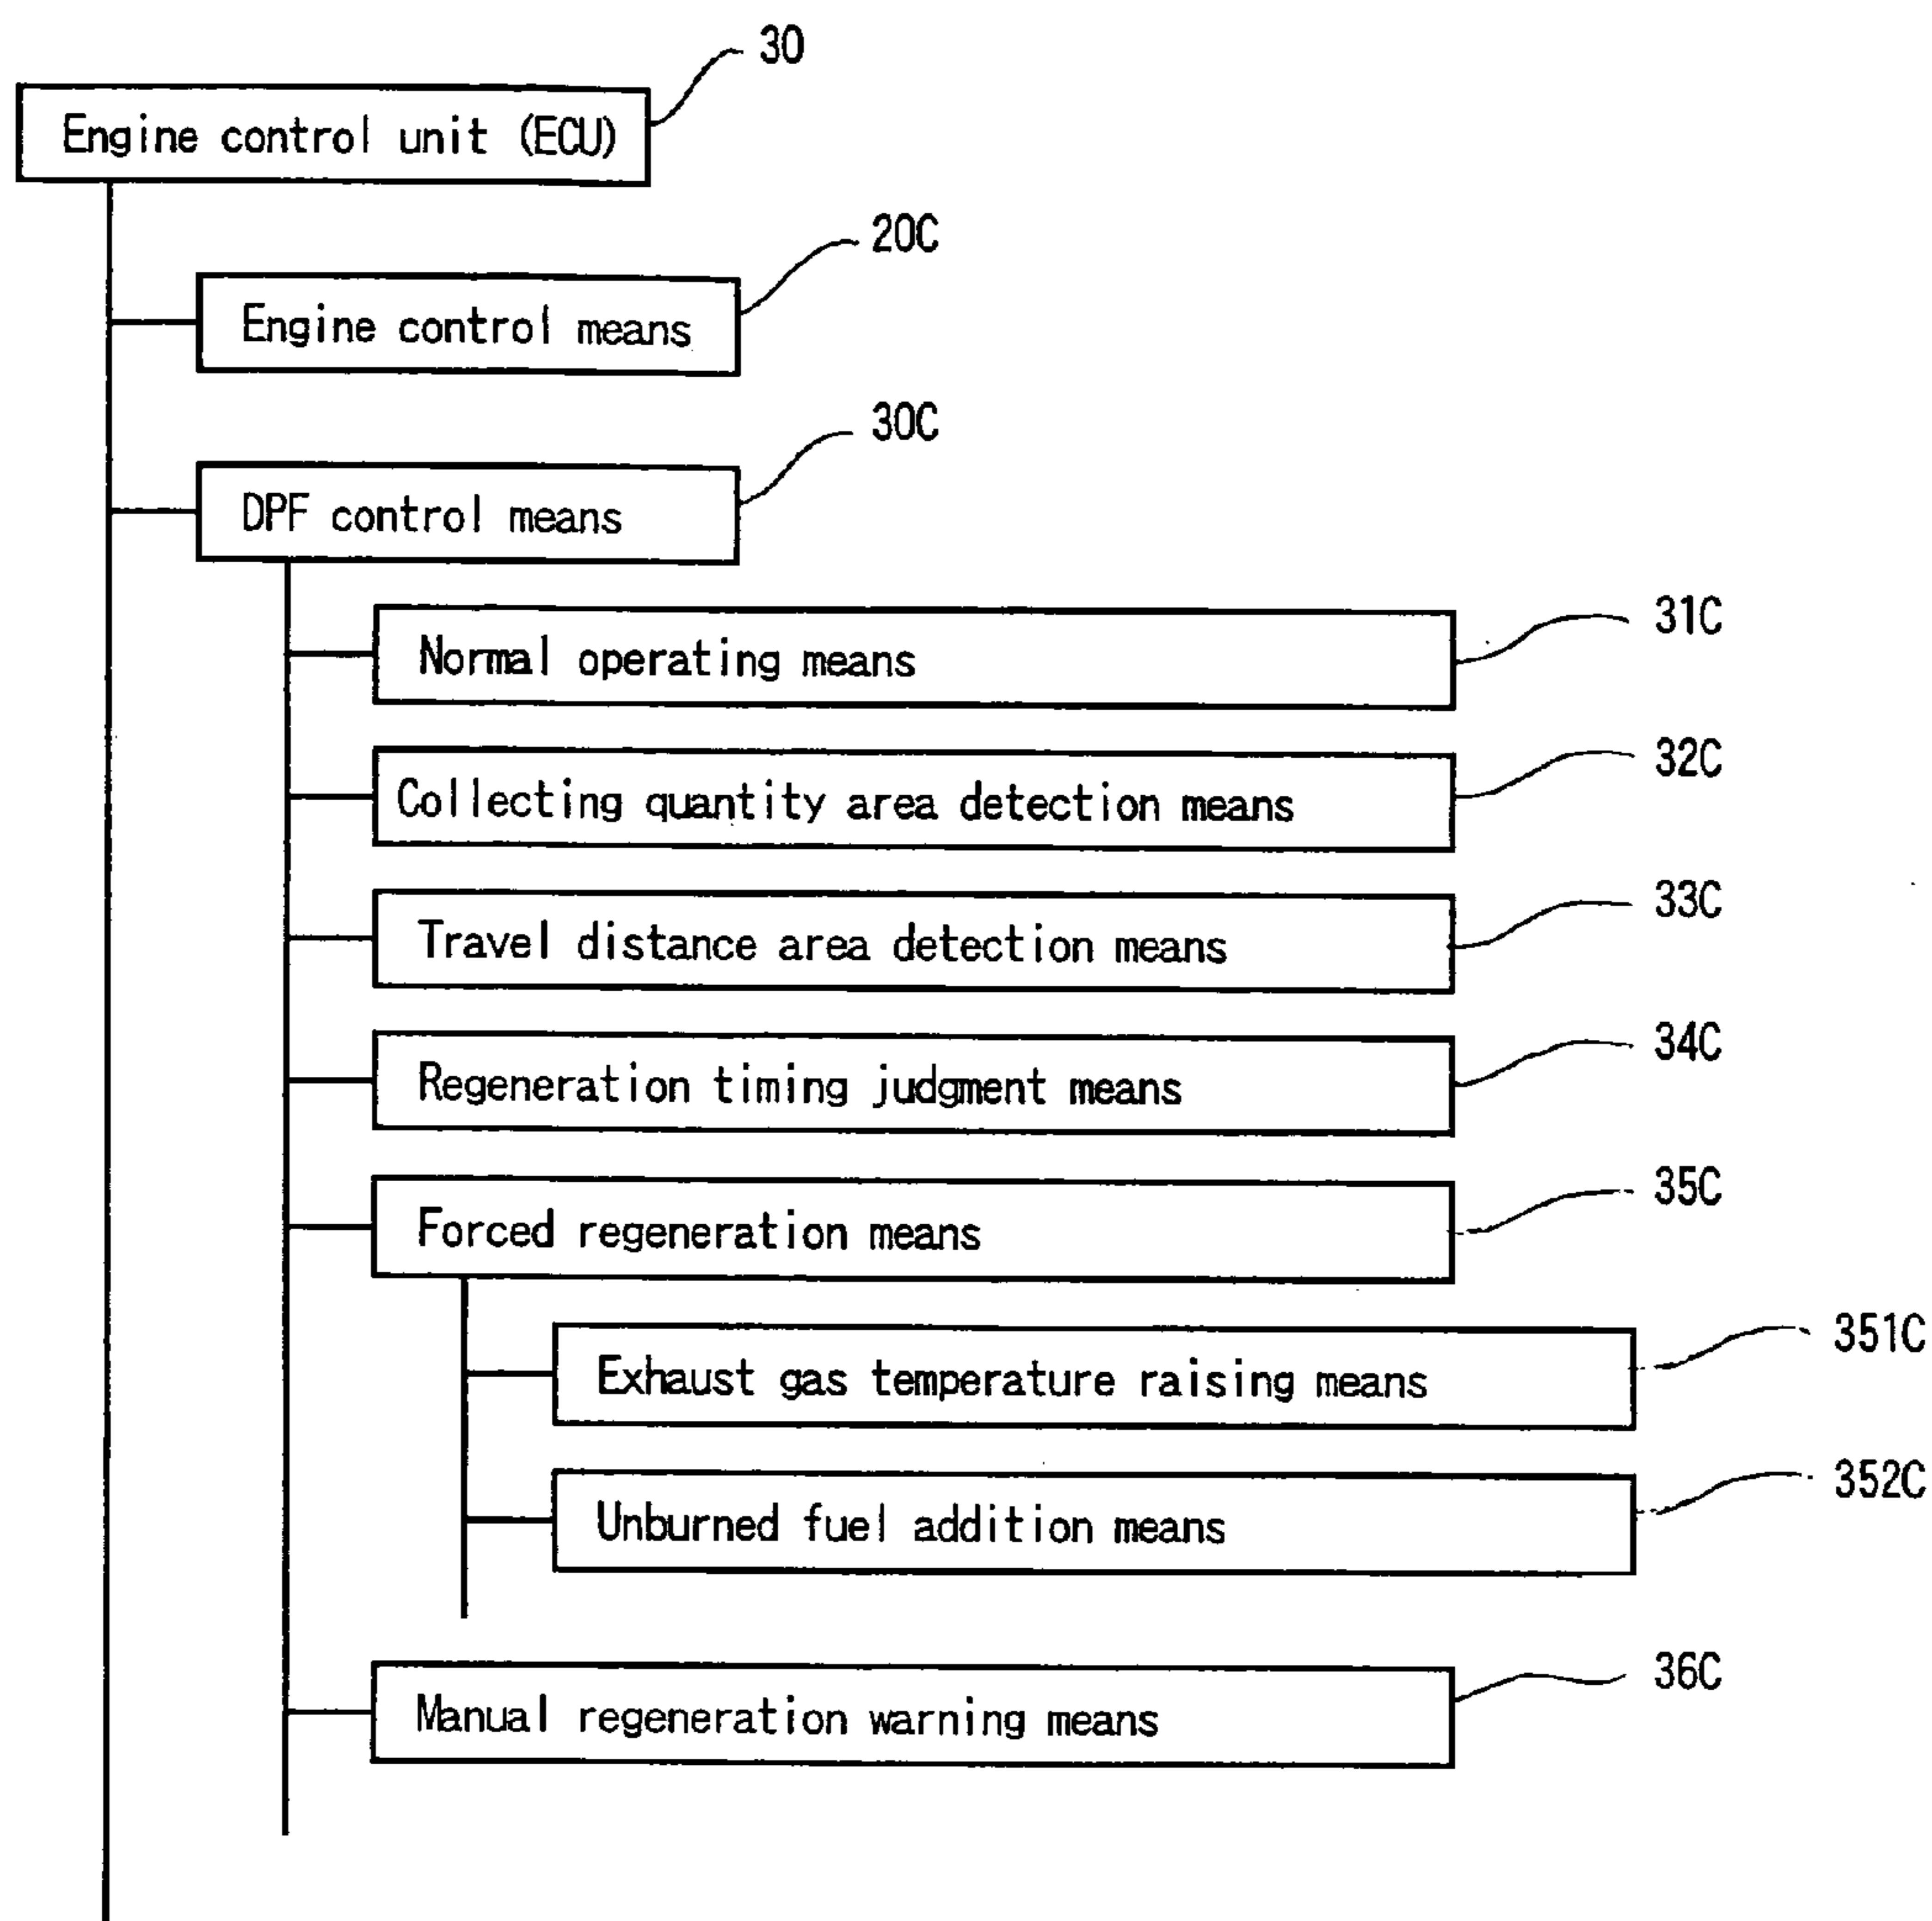 30
Engine control unit (ECU)
20C
Engine control means
30C
DPF control means
31C
Normal operating means
32C
Collecting quantity area detection means
33C
Travel distance area detection means
34C
Regeneration timing judgment means
35C
Forced regeneration means
351C
Exhaust gas temperature raising means
352C
Unburned fuel addition means
36C
Manual regeneration warning means